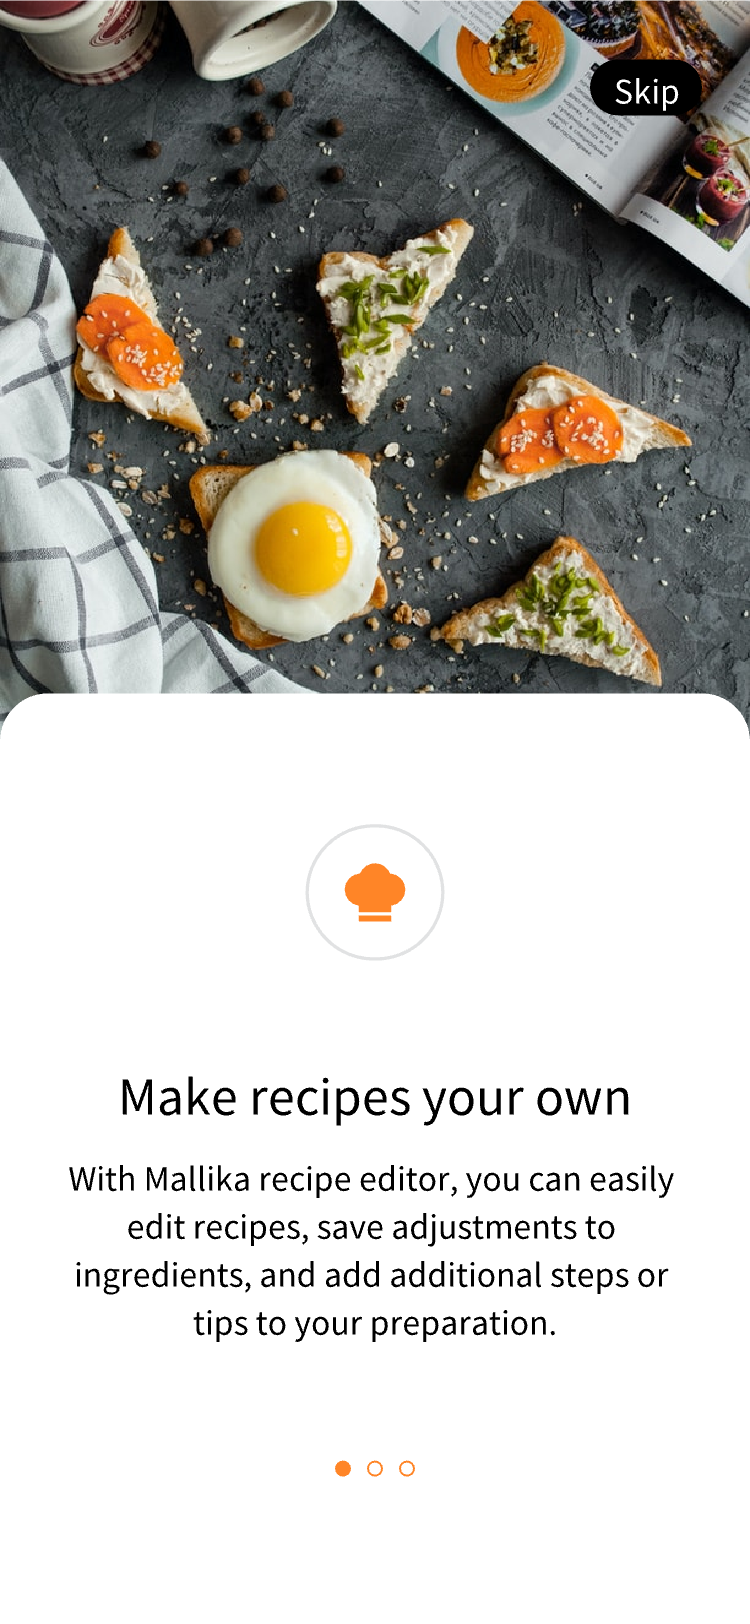 Skip
Make recipes your own
With Mallika recipe editor, you can easily
edit recipes, save adjustments to
ingredients, and add additional steps or
tips to your preparation.